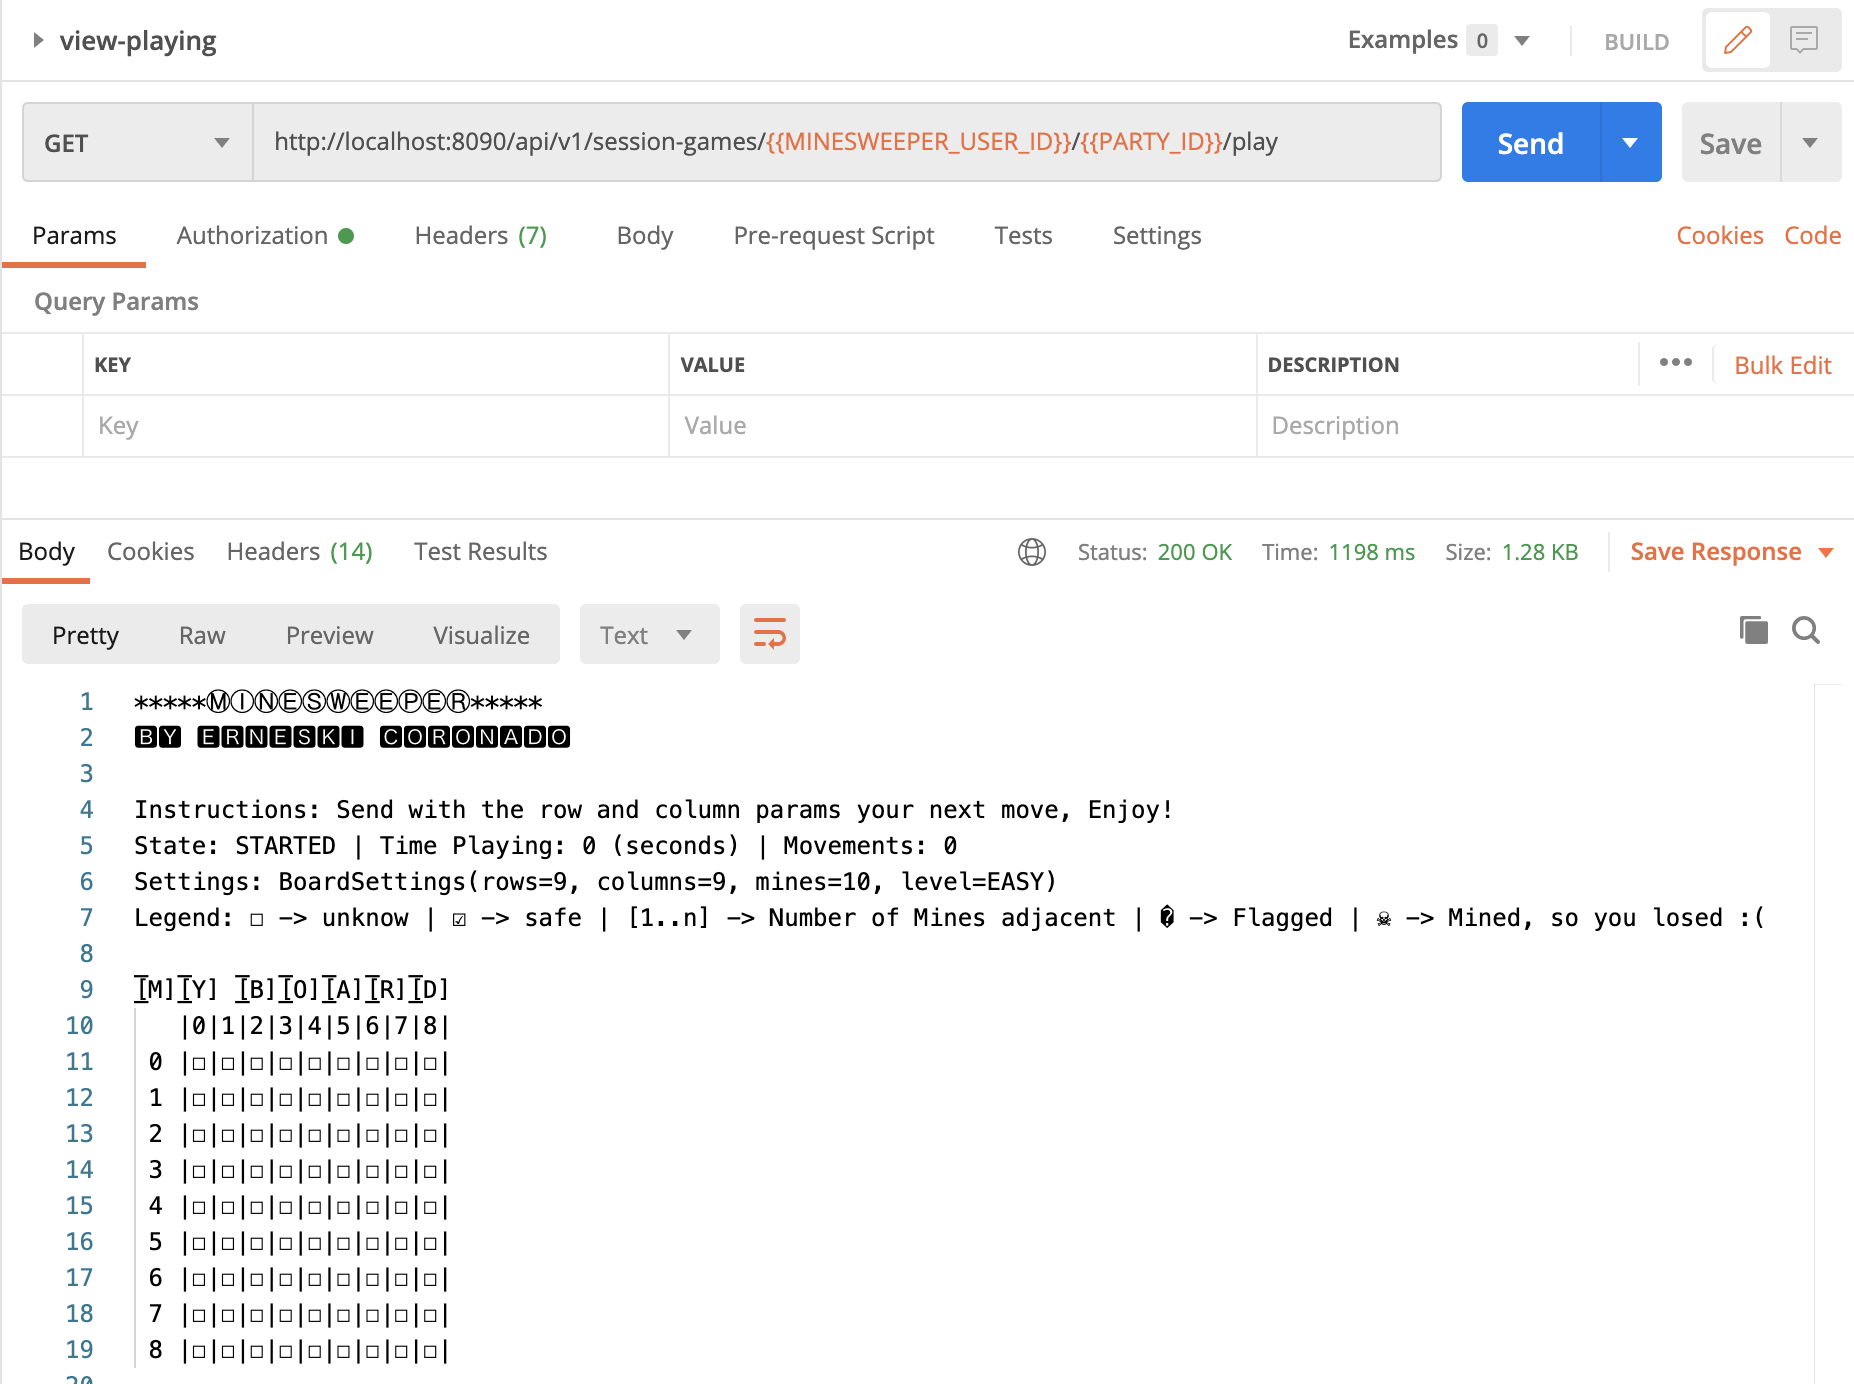 view-playing Examples 0 BUILD
GET http://localhost:8090/api/v1/session-games/{{MINESWEEPER_USER_ID}}/{{PARTY_ID}}/play Send Save
Params Authorization Headers (7) Body Pre-request Script Tests Settings Cookies Code
Query Params
KEY VALUE DESCRIPTION ••• Bulk Edit
Key Value Description
Body Cookies Headers (14) Test Results Status: 200 OK Time: 1198 ms Size: 1.28 KB Save Response
Pretty Raw Preview Visualize Text
1 *****ⓂⒾⓃⒺⓈⓌⒺⒺⓅⒺⓇ*****
2 🅱🆈 🅴🆁🅽🅴🆂🅺🅸 🅲🅾🆁🅾🅽🅰🅳🅾
3
4 Instructions: Send with the row and column params your next move, Enjoy!
5 State: STARTED | Time Playing: 0 (seconds) | Movements: 0
6 Settings: BoardSettings(rows=9, columns=9, mines=10, level=EASY)
7 Legend: ☐ -> unknow | ☑ -> safe | [1..n] -> Number of Mines adjacent | � -> Flagged | ☠ -> Mined, so you losed :(
8
9 [M][Y] [B][O][A][R][D]
10 |0|1|2|3|4|5|6|7|8|
11 0 |☐|☐|☐|☐|☐|☐|☐|☐|☐|
12 1 |☐|☐|☐|☐|☐|☐|☐|☐|☐|
13 2 |☐|☐|☐|☐|☐|☐|☐|☐|☐|
14 3 |☐|☐|☐|☐|☐|☐|☐|☐|☐|
15 4 |☐|☐|☐|☐|☐|☐|☐|☐|☐|
16 5 |☐|☐|☐|☐|☐|☐|☐|☐|☐|
17 6 |☐|☐|☐|☐|☐|☐|☐|☐|☐|
18 7 |☐|☐|☐|☐|☐|☐|☐|☐|☐|
19 8 |☐|☐|☐|☐|☐|☐|☐|☐|☐|
20